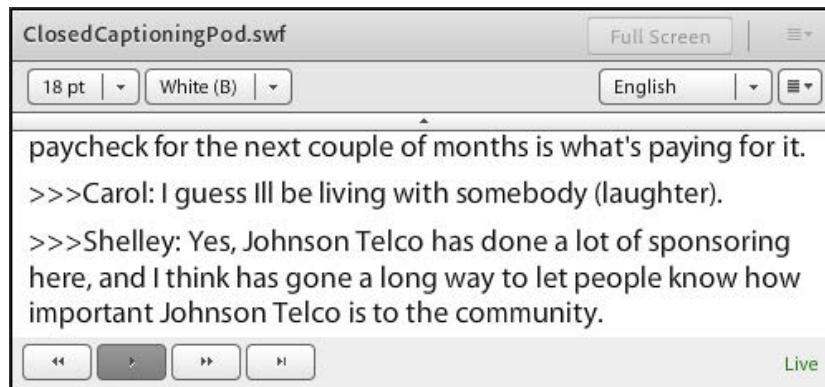 ClosedCaptioningPod.swf Full Screen
18 pt White (B) English
paycheck for the next couple of months is what's paying for it.
>>>Carol: I guess Ill be living with somebody (laughter).
>>>Shelley: Yes, Johnson Telco has done a lot of sponsoring
here, and I think has gone a long way to let people know how
important Johnson Telco is to the community.
Live